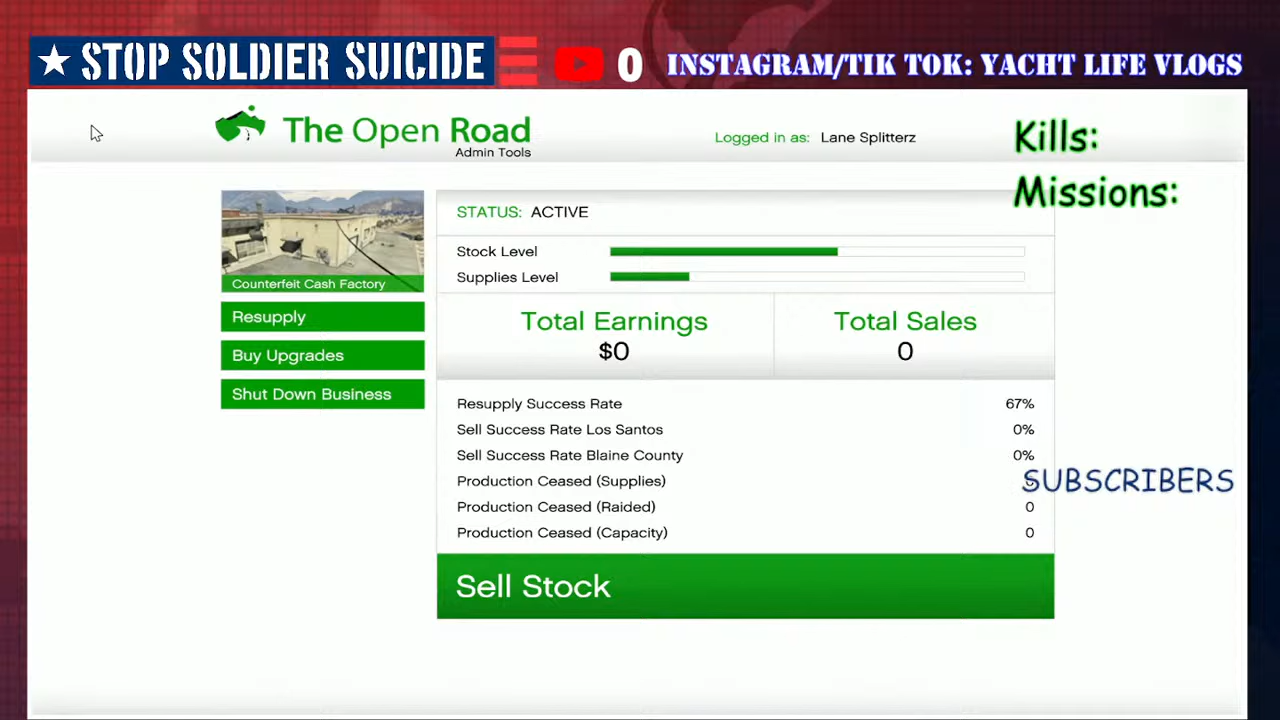 ★ STOP SOLDIER SUICIDE
0
INSTAGRAM/TIK TOK: YACHT LIFE VLOGS
The Open Road
Admin Tools
Logged in as: Lane Splitterz
Kills:
Missions:
Counterfeit Cash Factory
Resupply
Buy Upgrades
Shut Down Business
STATUS: ACTIVE
Stock Level
Supplies Level
Total Earnings
$0
Total Sales
0
Resupply Success Rate 67%
Sell Success Rate Los Santos 0%
Sell Success Rate Blaine County 0%
Production Ceased (Supplies)
SUBSCRIBERS
Production Ceased (Raided) 0
Production Ceased (Capacity) 0
Sell Stock